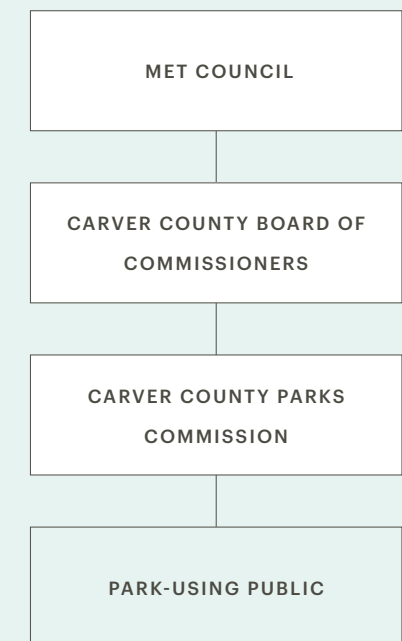 MET COUNCIL
CARVER COUNTY BOARD OF
COMMISSIONERS
CARVER COUNTY PARKS
COMMISSION
PARK-USING PUBLIC